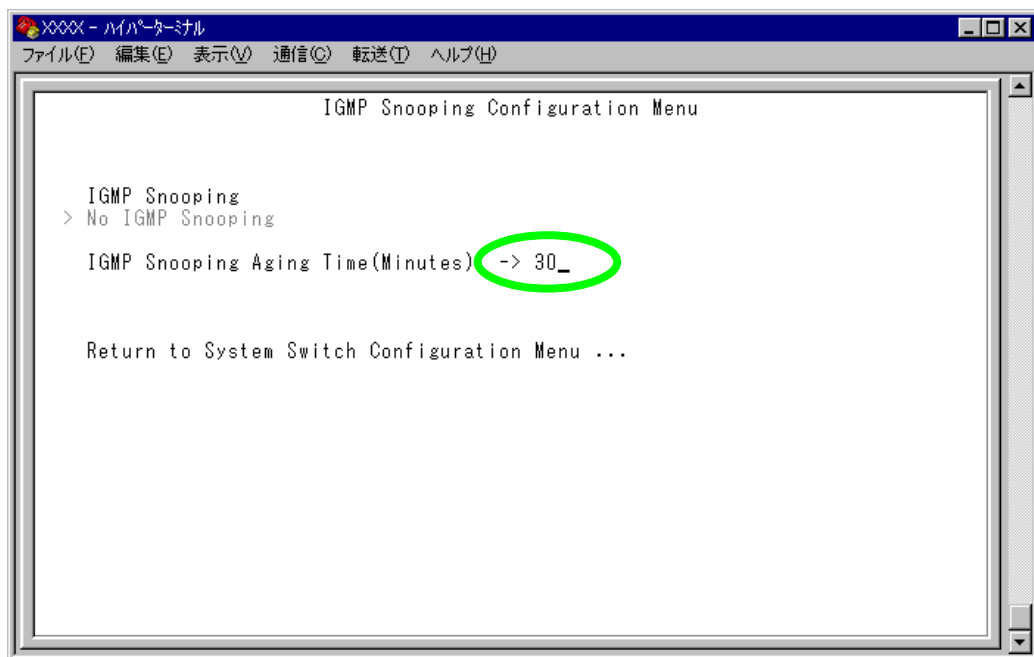 XXXX - ﾊｲﾊﾟｰﾀｰﾐﾅﾙ
ファイル(F) 編集(E) 表示(V) 通信(C) 転送(T) ヘルプ(H)
IGMP Snooping Configuration Menu
IGMP Snooping
> No IGMP Snooping
IGMP Snooping Aging Time(Minutes) -> 30_
Return to System Switch Configuration Menu ...